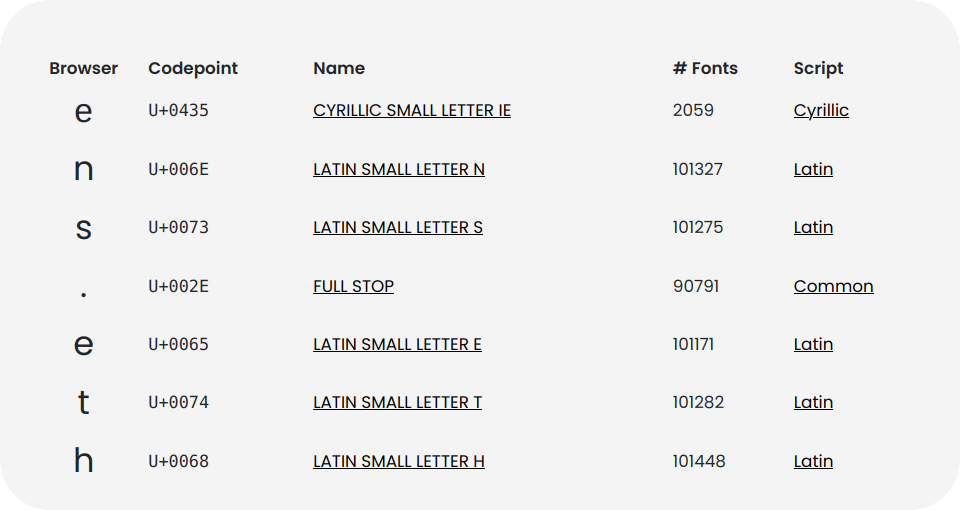 Browser Codepoint Name # Fonts Script
е U+0435 CYRILLIC SMALL LETTER IE 2059 Cyrillic
n U+006E LATIN SMALL LETTER N 101327 Latin
s U+0073 LATIN SMALL LETTER S 101275 Latin
. U+002E FULL STOP 90791 Common
e U+0065 LATIN SMALL LETTER E 101171 Latin
t U+0074 LATIN SMALL LETTER T 101282 Latin
h U+0068 LATIN SMALL LETTER H 101448 Latin